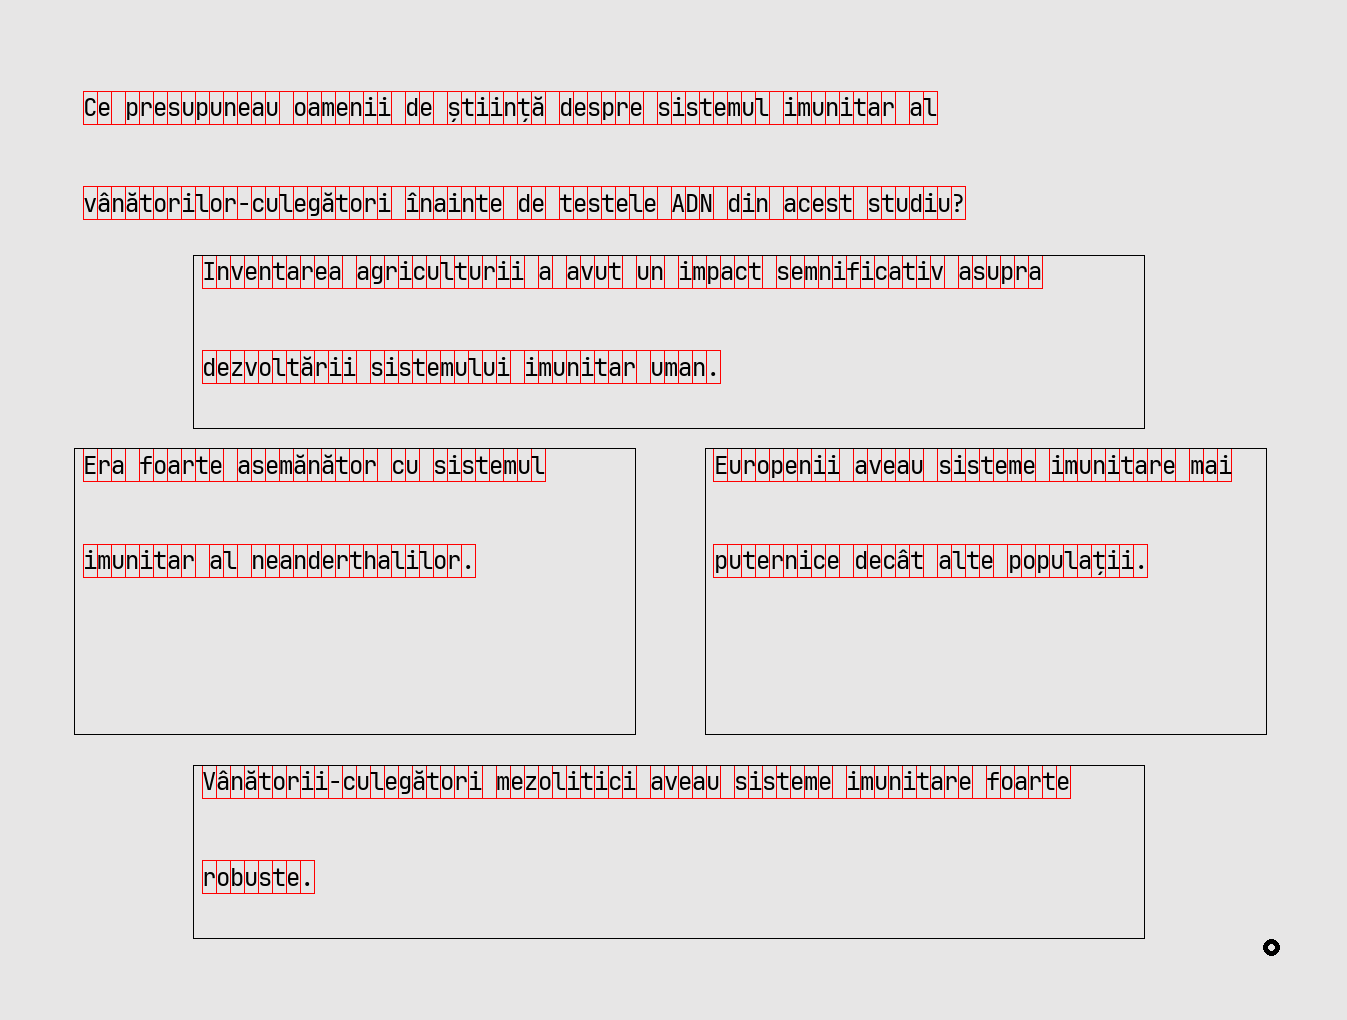 Ce presupuneau oamenii de știință despre sistemul imunitar al
vânătorilor-culegători înainte de testele ADN din acest studiu?
Inventarea agriculturii a avut un impact semnificativ asupra
dezvoltării sistemului imunitar uman.
Era foarte asemănător cu sistemul
imunitar al neanderthalilor.
Europenii aveau sisteme imunitare mai
puternice decât alte populații.
Vânătorii-culegători mezolitici aveau sisteme imunitare foarte
robuste.